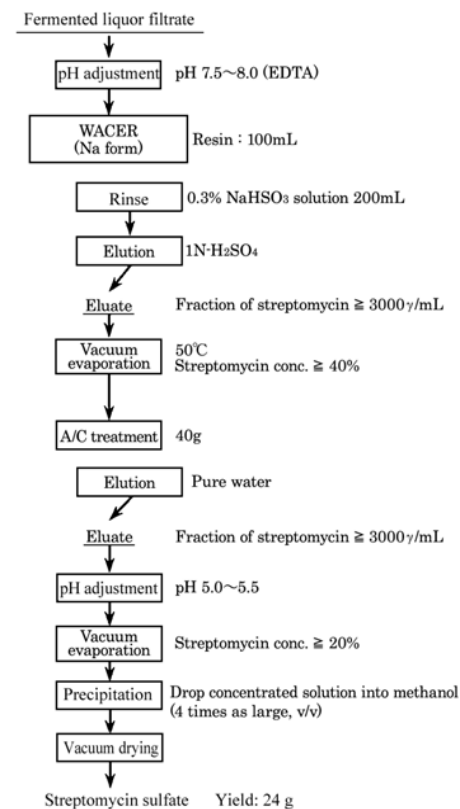 Fermented liquor filtrate
pH adjustment pH 7.5~8.0 (EDTA)
WACER
(Na form)
Resin : 100mL
Rinse 0.3% NaHSO₃ solution 200mL
Elution 1N-H₂SO₄
Eluate Fraction of streptomycin ≧ 3000γ/mL
Vacuum
evaporation
50℃
Streptomycin conc. ≧ 40%
A/C treatment 40g
Elution Pure water
Eluate Fraction of streptomycin ≧ 3000γ/mL
pH adjustment pH 5.0~5.5
Vacuum
evaporation
Streptomycin conc. ≧ 20%
Precipitation Drop concentrated solution into methanol
(4 times as large, v/v)
Vacuum drying
Streptomycin sulfate Yield: 24 g